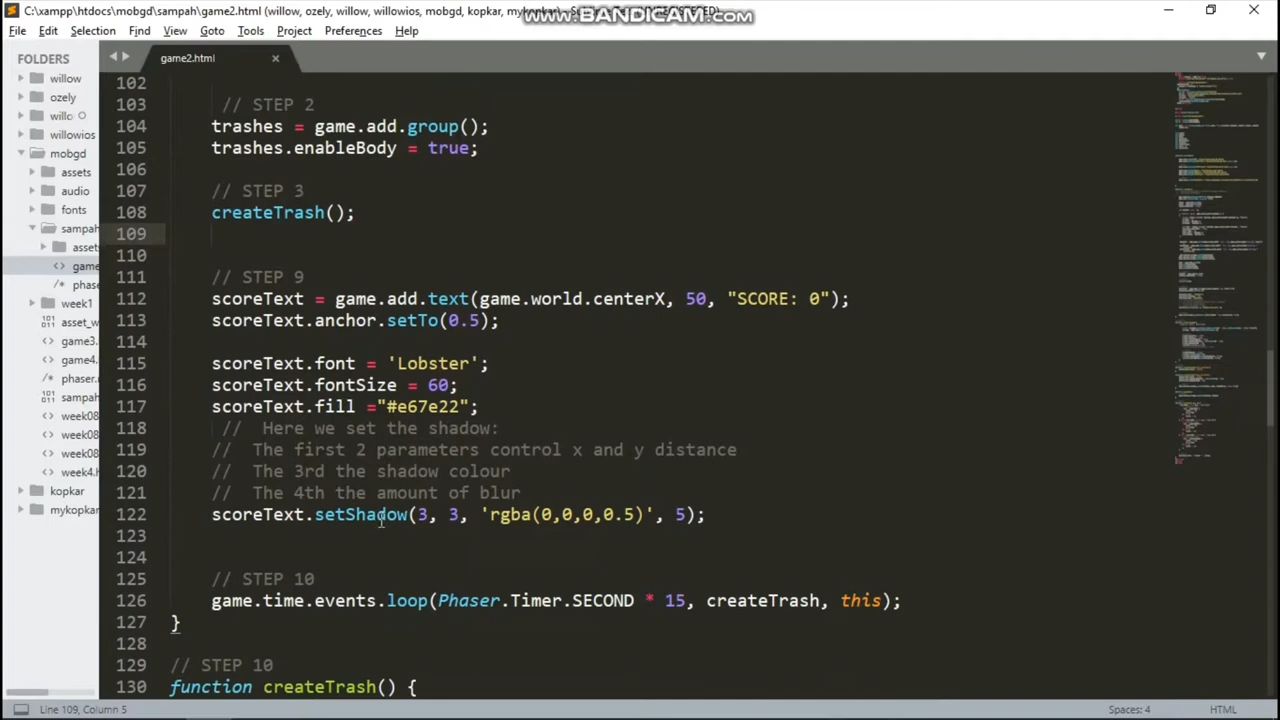 C:\xampp\htdocs\mobgd\sampah\game2.html (willow, ozely, willow, willowios, mobgd, kopkar, mykopkar) -
www.BANDICAM.com
File Edit Selection Find View Goto Tools Project Preferences Help
FOLDERS
willow
ozely
willo
willowios
mobgd
assets
audio
fonts
sampah
assets
game
phase
week1
asset_w
game3.
game4.
phaser.
sampah
week08
week08
week08
week4.h
kopkar
mykopkar
game2.html
102
103 // STEP 2
104 trashes = game.add.group();
105 trashes.enableBody = true;
106
107 // STEP 3
108 createTrash();
109
110
111 // STEP 9
112 scoreText = game.add.text(game.world.centerX, 50, "SCORE: 0");
113 scoreText.anchor.setTo(0.5);
114
115 scoreText.font = 'Lobster';
116 scoreText.fontSize = 60;
117 scoreText.fill ="#e67e22";
118 //  Here we set the shadow:
119 //  The first 2 parameters control x and y distance
120 //  The 3rd the shadow colour
121 //  The 4th the amount of blur
122 scoreText.setShadow(3, 3, 'rgba(0,0,0,0.5)', 5);
123
124
125 // STEP 10
126 game.time.events.loop(Phaser.Timer.SECOND * 15, createTrash, this);
127 }
128
129 // STEP 10
130 function createTrash() {
Line 109, Column 5
Spaces: 4
HTML